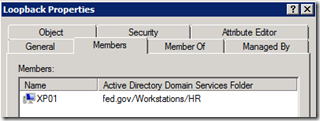 Loopback Properties
Object Security Attribute Editor
General Members Member Of Managed By
Members:
Name Active Directory Domain Services Folder
XP01 fed.gov/Workstations/HR